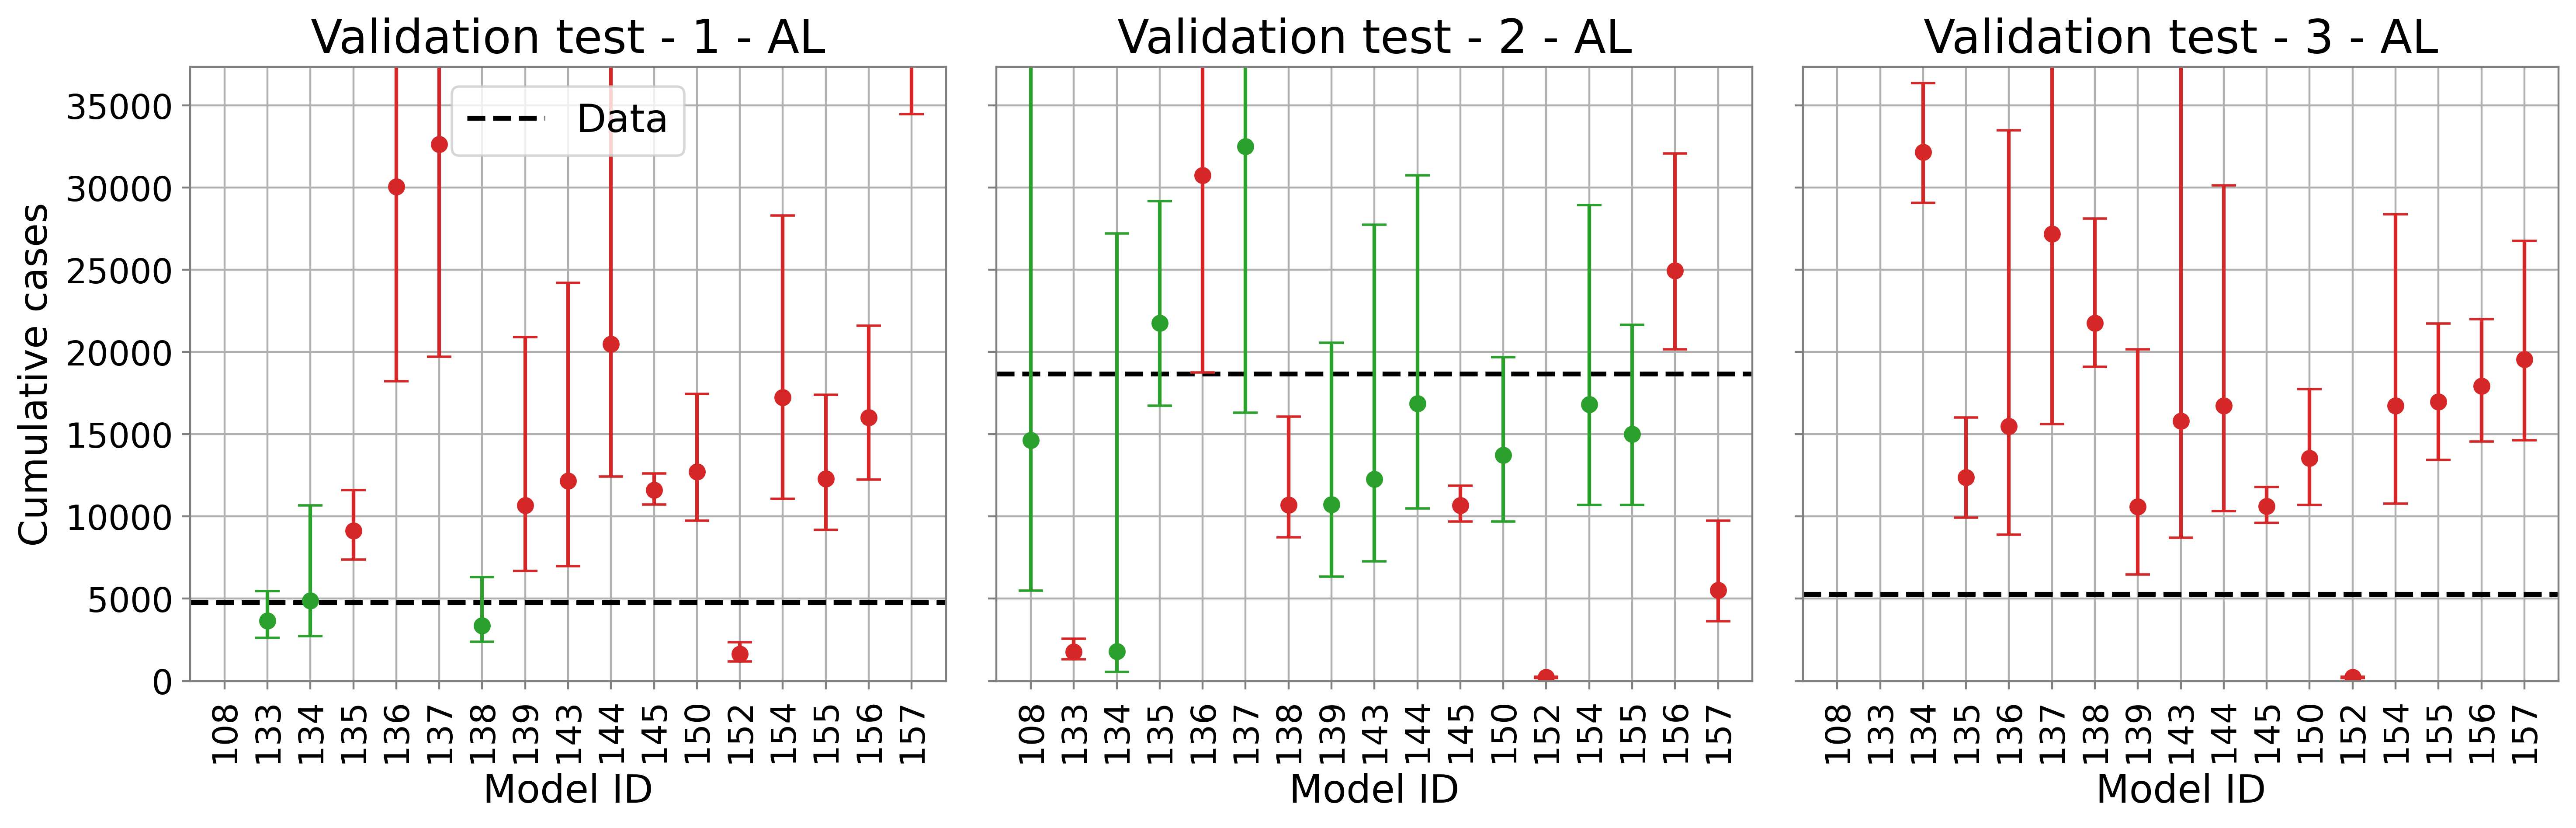 Validation test - 1 - AL
Validation test - 2 - AL
Validation test - 3 - AL
Cumulative cases
35000
30000
25000
20000
15000
10000
5000
0
Data
108 133 134 135 136 137 138 139 143 144 145 150 152 154 155 156 157
108 133 134 135 136 137 138 139 143 144 145 150 152 154 155 156 157
108 133 134 135 136 137 138 139 143 144 145 150 152 154 155 156 157
Model ID
Model ID
Model ID